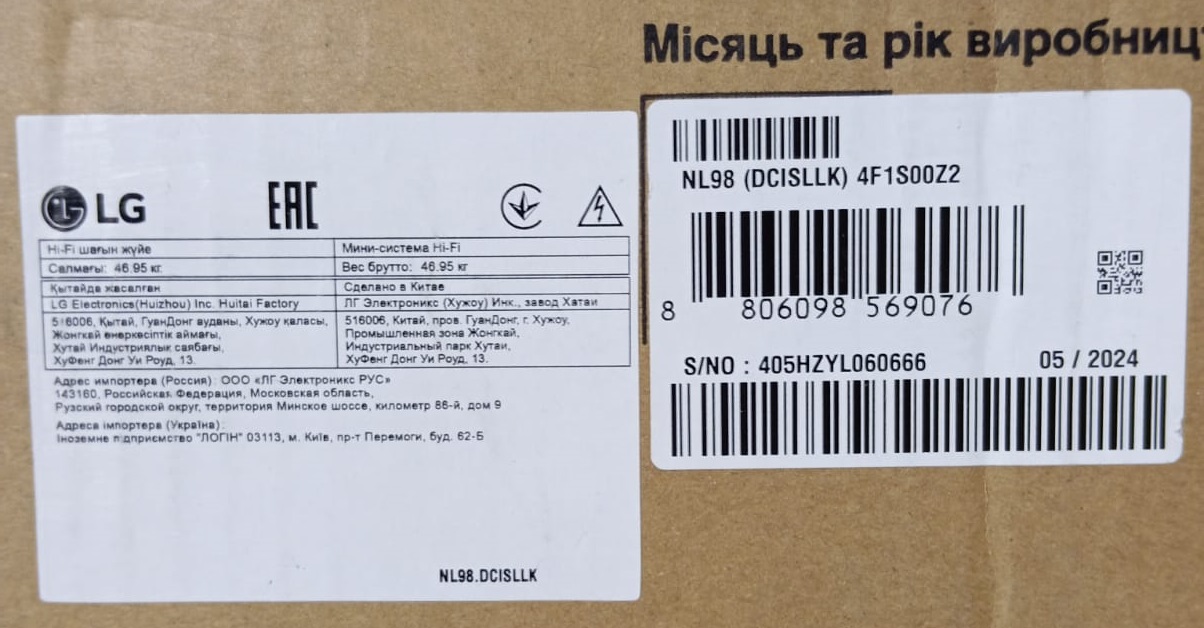 Місяць та рік виробниц
LG
EAC
Hi-Fi шағын жүйе
Мини-система Hi-Fi
Салмағы: 46.95 кг
Вес брутто: 46.95 кг
Қытайда жасалған
Сделано в Китае
LG Electronics(Huizhou) Inc. Huitai Factory
ЛГ Электроникс (Хужоу) Инк., завод Хатаи
516006, Қытай, ГуанДонг ауданы, Хужоу қаласы,
Жонгкай өнеркәсіптік аймағы,
Хутай Индустриялық саябағы,
ХуФенг Донг Уи Роуд, 13.
516006, Китай, пров. ГуанДонг, г. Хужоу,
Промышленная зона Жонгкай,
Индустриальный парк Хутаи,
ХуФенг Донг Уи Роуд, 13.
Адрес импортера (Россия): ООО «ЛГ Электроникс РУС»
143160, Российская Федерация, Московская область,
Рузский городской округ, территория Минское шоссе, километр 86-й, дом 9
Адреса імпортера (Україна):
Іноземне підприємство "ЛОГІН" 03113, м. Київ, пр-т Перемоги, буд. 62-Б
NL98.DCISLLK
NL98 (DCISLLK) 4F1S00Z2
8 806098 569076
S/NO : 405HZYL060666 05 / 2024